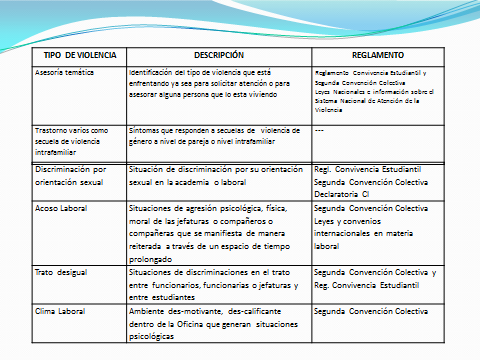 TIPO DE VIOLENCIA
DESCRIPCIÓN
REGLAMENTO
Asesoría temática
Identificación del tipo de violencia que está
enfrentando ya sea para solicitar atención o para
asesorar alguna persona que lo esta viviendo
Reglamento Convivencia Estudiantil y
Segunda Convención Colectiva
Leyes Nacionales e información sobre el
Sistema Nacional de Atención de la
Violencia
Trastorno varios como
secuela de violencia
intrafamiliar
Síntomas que responden a secuelas de violencia de
género a nivel de pareja o nivel intrafamiliar
---
Discriminación por
orientación sexual
Situación de discriminación por su orientación
sexual en la academia o laboral
Regl. Convivencia Estudiantil
Segunda Convención Colectiva
Declaratoria CI
Acoso Laboral
Situaciones de agresión psicológica, física,
moral de las jefaturas o compañeros o
compañeras que se manifiesta de manera
reiterada a través de un espacio de tiempo
prolongado
Segunda Convención Colectiva
Leyes y convenios
internacionales en materia
laboral
Trato desigual
Situaciones de discriminaciones en el trato
entre funcionarios, funcionarias o jefaturas y
entre estudiantes
Segunda Convención Colectiva y
Reg. Convivencia Estudiantil
Clima Laboral
Ambiente des-motivante, des-calificante
dentro de la Oficina que generan situaciones
psicológicas
Segunda Convención Colectiva